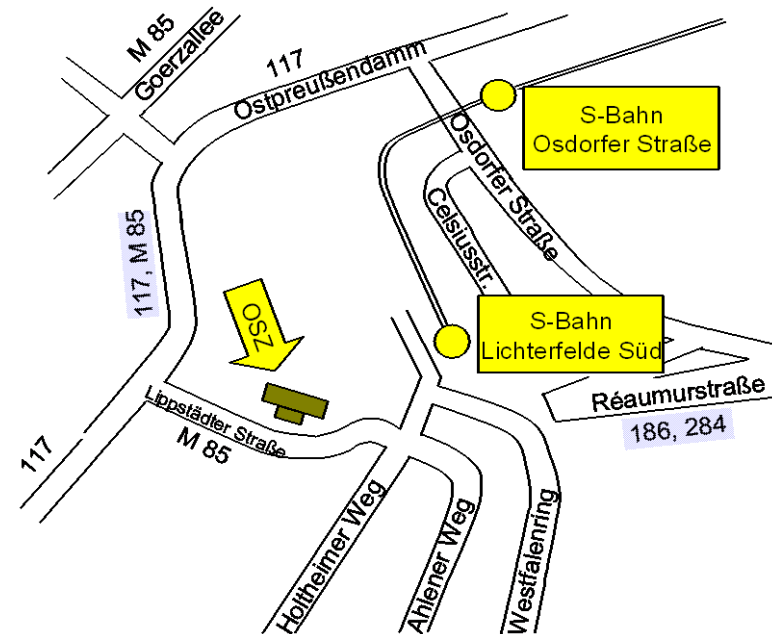 M 85
Goerzallee
117
Ostpreußendamm
S-Bahn
Osdorfer Straße
Osdorfer Straße
Celsiusstr.
117, M 85
OSZ
S-Bahn
Lichterfelde Süd
Réaumurstraße
186, 284
Lippstädter Straße
M 85
117
Holtheimer Weg
Ahlener Weg
Westfalenring